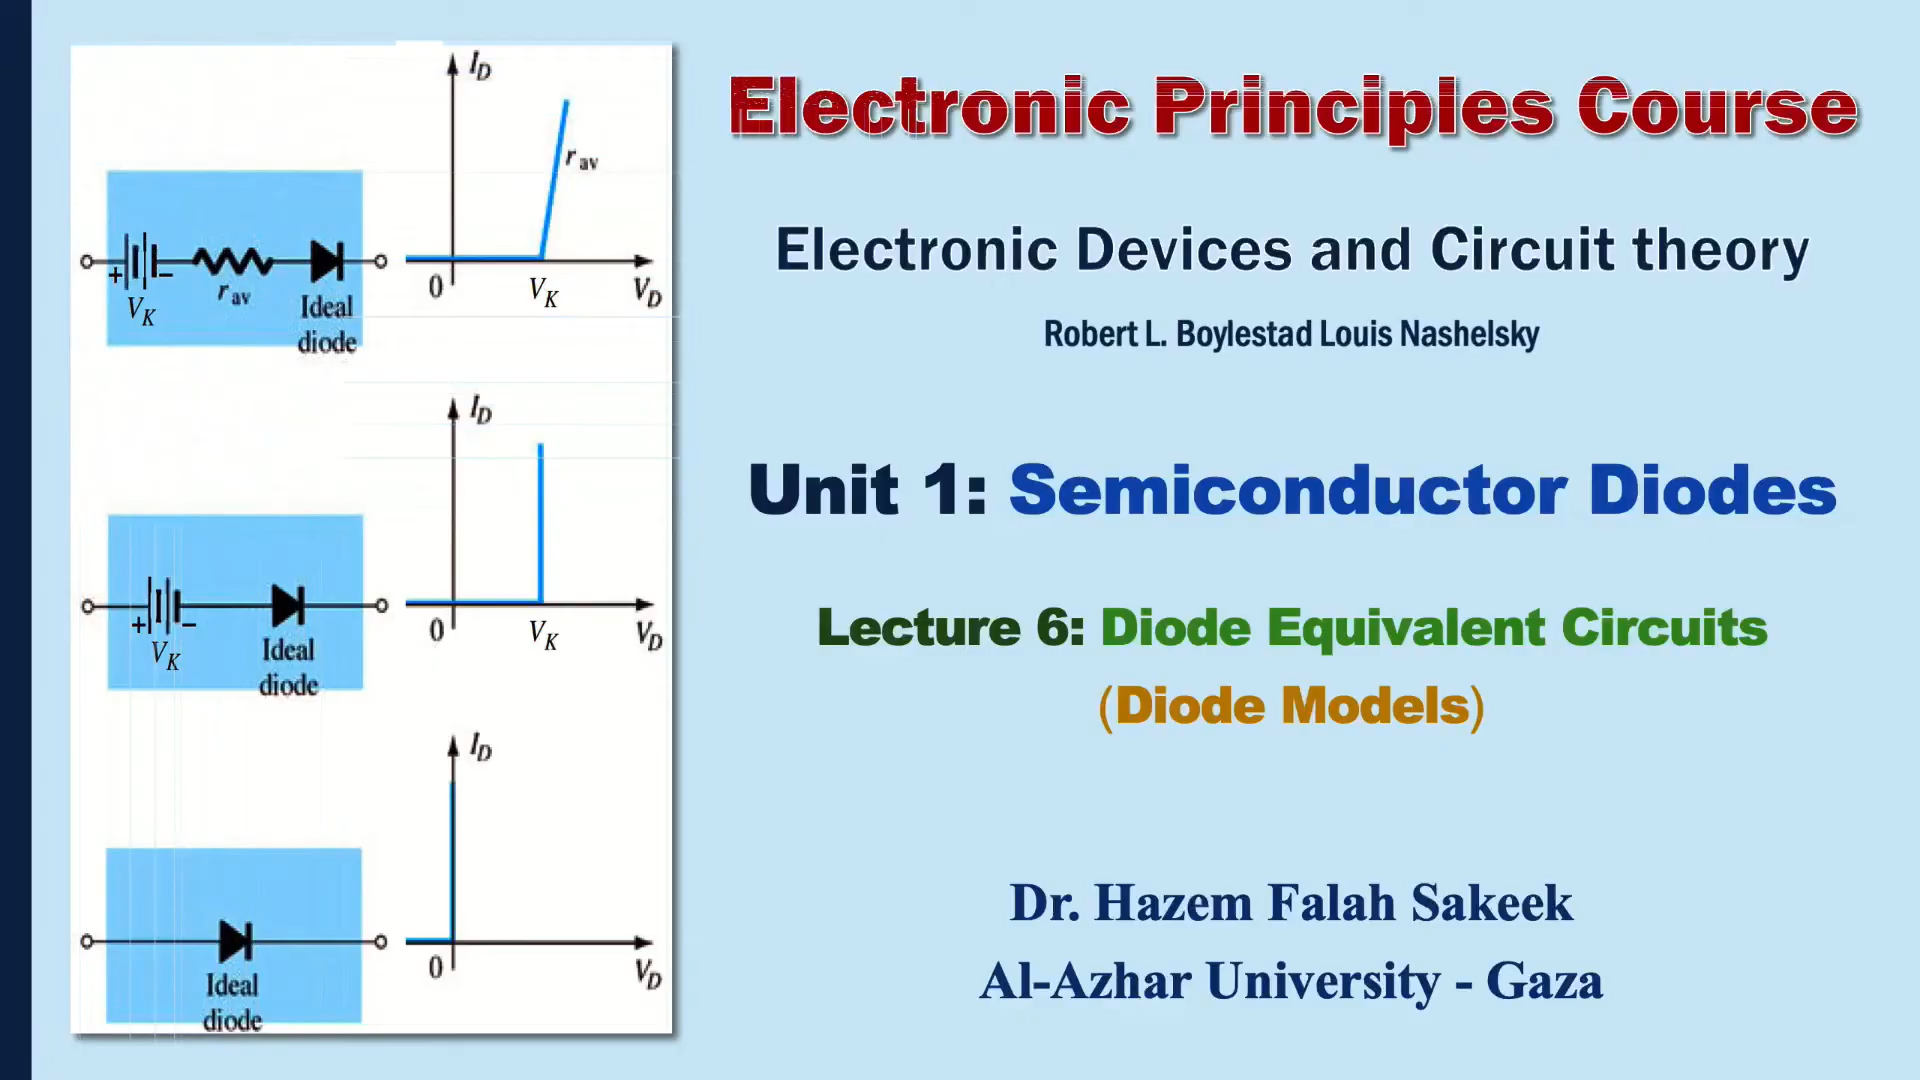 I_D
r av
+ −
V_K
r av
Ideal
diode
0
V_K
V_D
I_D
+ −
V_K
Ideal
diode
0
V_K
V_D
I_D
Ideal
diode
0
V_D
Electronic Principles Course
Electronic Devices and Circuit theory
Robert L. Boylestad Louis Nashelsky
Unit 1: Semiconductor Diodes
Lecture 6: Diode Equivalent Circuits
(Diode Models)
Dr. Hazem Falah Sakeek
Al-Azhar University - Gaza